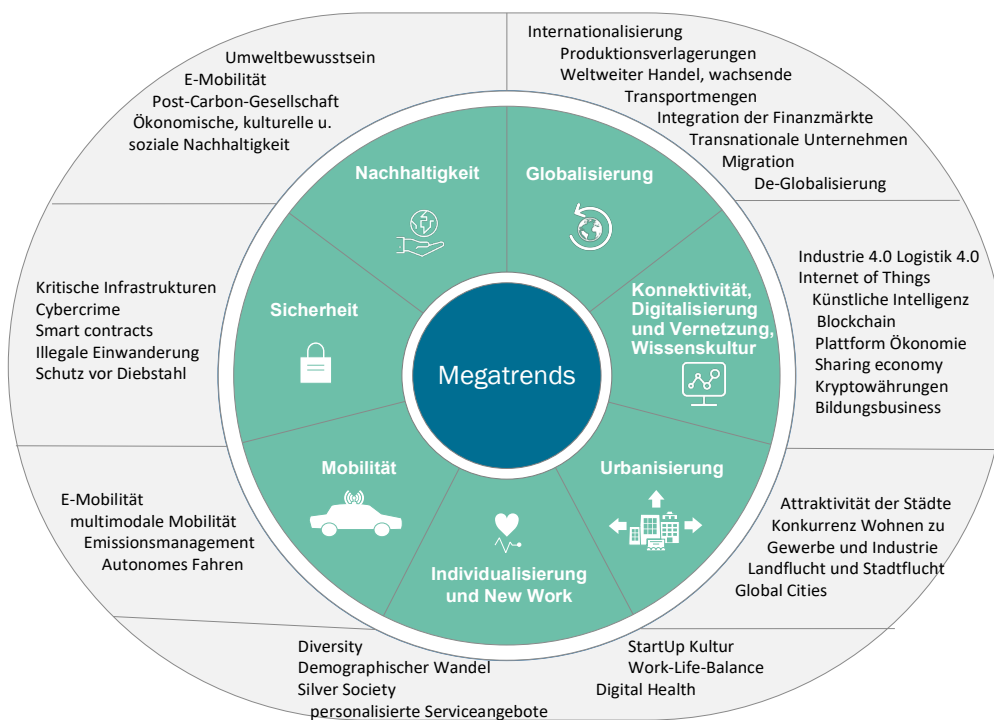 Umweltbewusstsein
E-Mobilität
Post-Carbon-Gesellschaft
Ökonomische, kulturelle u.
soziale Nachhaltigkeit
Internationalisierung
Produktionsverlagerungen
Weltweiter Handel, wachsende
Transportmengen
Integration der Finanzmärkte
Transnationale Unternehmen
Migration
De-Globalisierung
Nachhaltigkeit
Globalisierung
Kritische Infrastrukturen
Cybercrime
Smart contracts
Illegale Einwanderung
Schutz vor Diebstahl
Sicherheit
Megatrends
Konnektivität,
Digitalisierung
und Vernetzung,
Wissenskultur
Industrie 4.0 Logistik 4.0
Internet of Things
Künstliche Intelligenz
Blockchain
Plattform Ökonomie
Sharing economy
Kryptowährungen
Bildungsbusiness
E-Mobilität
multimodale Mobilität
Emissionsmanagement
Autonomes Fahren
Mobilität
Individualisierung
und New Work
Urbanisierung
Attraktivität der Städte
Konkurrenz Wohnen zu
Gewerbe und Industrie
Landflucht und Stadtflucht
Global Cities
Diversity
Demographischer Wandel
Silver Society
personalisierte Serviceangebote
StartUp Kultur
Work-Life-Balance
Digital Health